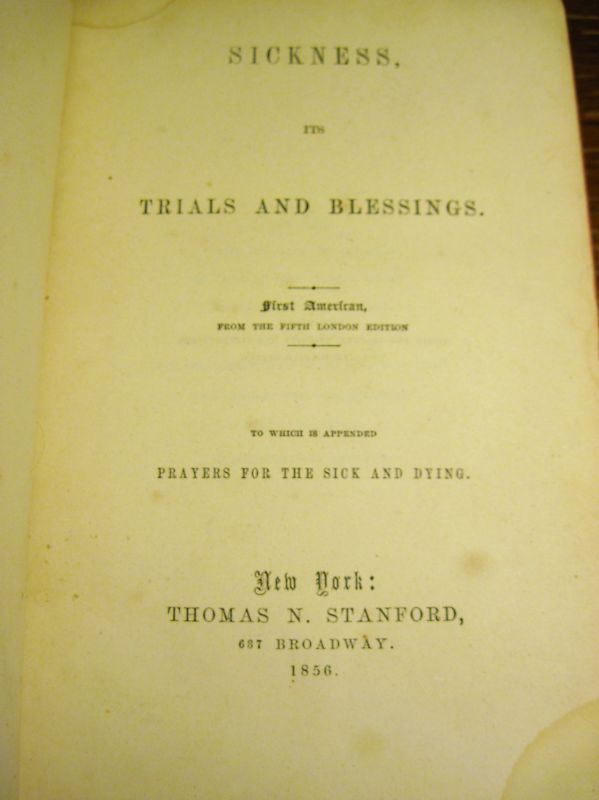 SICKNESS,
ITS
TRIALS AND BLESSINGS.
First American,
FROM THE FIFTH LONDON EDITION
TO WHICH IS APPENDED
PRAYERS FOR THE SICK AND DYING.
New York:
THOMAS N. STANFORD,
637 BROADWAY.
1856.